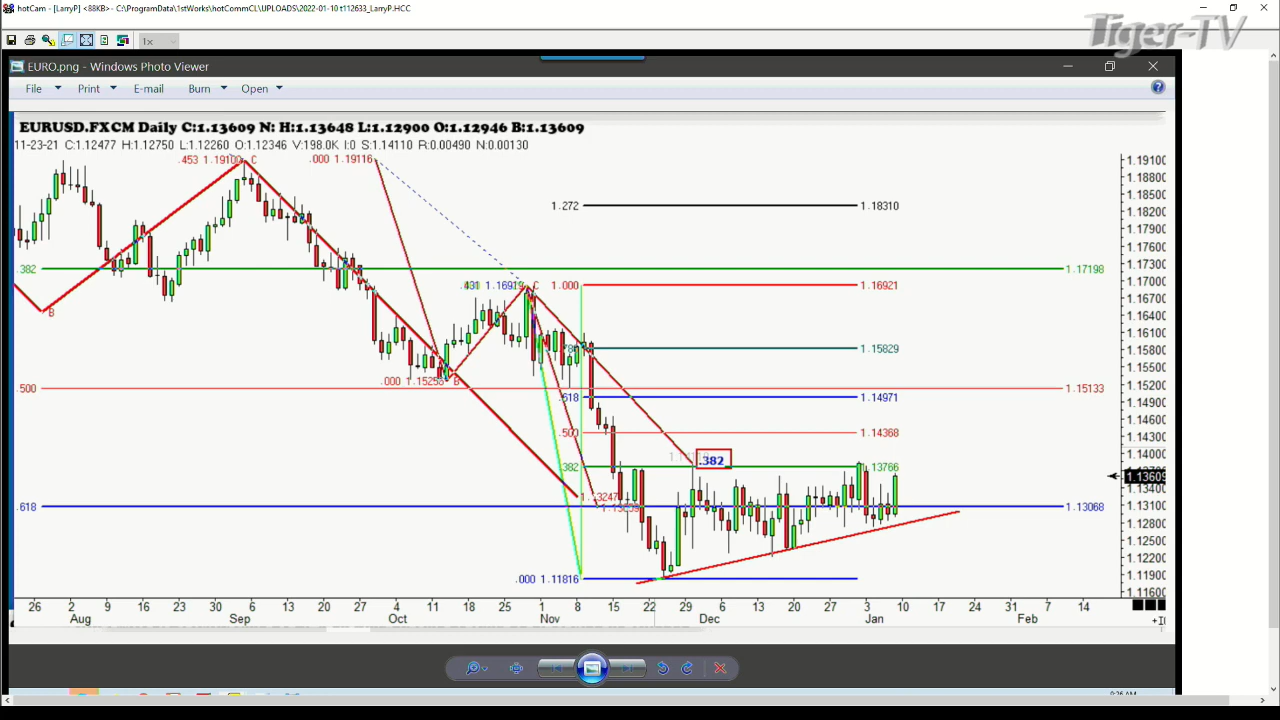 hotCam - [LarryP] <88KB> - C:\ProgramData\1stWorks\hotCommCL\UPLOADS\2022-01-10 t112633_LarryP.HCC
Tiger-TV
1x
EURO.png - Windows Photo Viewer
File Print E-mail Burn Open
EURUSD.FXCM Daily C:1.13609 N: H:1.13648 L:1.12900 O:1.12946 B:1.13609
11-23-21 C:1.12477 H:1.12750 L:1.12260 O:1.12346 V:198.0K I:0 S:1.14110 R:0.00490 N:0.00130
.453 1.19100 C .000 1.19116
1.272 1.18310
.382 1.17198
1.16919 C 1.000 1.16921
B
1.15829
.000 1.15258 B
.500 1.15133
.618 1.14971
.500 1.14368
.382
.382 1.13766
1.13247
.618 1.13068
.000 1.11816
1.19100
1.18800
1.18500
1.18200
1.17900
1.17600
1.17300
1.17000
1.16700
1.16400
1.16100
1.15800
1.15500
1.15200
1.14900
1.14600
1.14300
1.14000
1.13609
1.13400
1.13100
1.12800
1.12500
1.12200
1.11900
1.11600
26 2 9 16 23 30 6 13 20 27 4 11 18 25 1 8 15 22 29 6 13 20 27 3 10 17 24 31 7 14
Aug Sep Oct Nov Dec Jan Feb